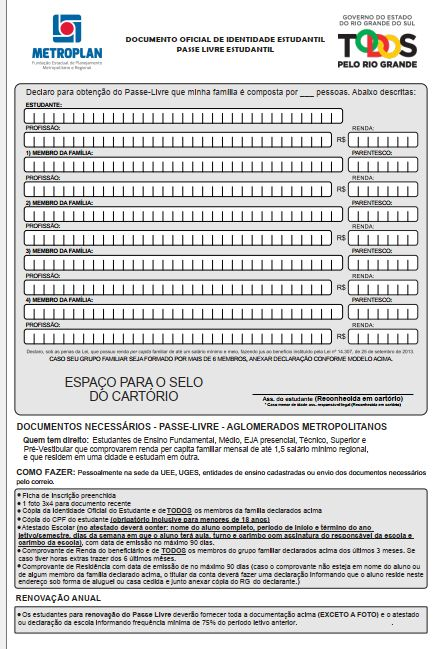 METROPLAN
Fundação Estadual de Planejamento
Metropolitano e Regional
DOCUMENTO OFICIAL DE IDENTIDADE ESTUDANTIL
PASSE LIVRE ESTUDANTIL
GOVERNO DO ESTADO
DO RIO GRANDE DO SUL
TODOS
PELO RIO GRANDE
Declaro para obtenção do Passe-Livre que minha família é composta por ___ pessoas. Abaixo descritas:
ESTUDANTE:
PROFISSÃO: RENDA:
R$
1) MEMBRO DA FAMÍLIA: PARENTESCO:
PROFISSÃO: RENDA:
R$
2) MEMBRO DA FAMÍLIA: PARENTESCO:
PROFISSÃO: RENDA:
R$
3) MEMBRO DA FAMÍLIA: PARENTESCO:
PROFISSÃO: RENDA:
R$
4) MEMBRO DA FAMÍLIA: PARENTESCO:
PROFISSÃO: RENDA:
R$
Declaro, sob as penas da Lei, que possuo renda per capita familiar de até um salário mínimo e meio, fazendo jus ao benefício instituído pela Lei nº 14.307, de 25 de setembro de 2013.
CASO SEU GRUPO FAMILIAR SEJA FORMADO POR MAIS DE 6 MEMBROS, ANEXAR DECLARAÇÃO CONFORME MODELO ACIMA.
ESPAÇO PARA O SELO
DO CARTÓRIO
Ass. do estudante (Reconhecida em cartório)
* Caso menor de idade ass. responsável legal (Reconhecida em cartório)
DOCUMENTOS NECESSÁRIOS - PASSE-LIVRE - AGLOMERADOS METROPOLITANOS
Quem tem direito: Estudantes de Ensino Fundamental, Médio, EJA presencial, Técnico, Superior e
Pré-Vestibular que comprovarem renda per capita familiar mensal de até 1,5 salário mínimo regional,
e que residem em uma cidade e estudam em outra.
COMO FAZER: Pessoalmente na sede da UEE, UGES, entidades de ensino cadastradas ou envio dos documentos necessários
pelo correio.
● Ficha de Inscrição preenchida
● 1 foto 3x4 para documento recente
● Cópia da Identidade Oficial do Estudante e de TODOS os membros da família declarados acima
● Cópia do CPF do estudante (obrigatório inclusive para menores de 18 anos)
● Atestado Escolar (no atestado deverá conter: nome do aluno completo, período de início e término do ano
letivo/semestre, dias da semana em que o aluno terá aula, turno e carimbo com assinatura do responsável da escola e
carimbo da escola), com data de emissão no máximo 90 dias.
● Comprovante de Renda do beneficiário e de TODOS os membros do grupo familiar declarados acima dos últimos 3 meses. Se
caso tiver horas extras trazer dos 6 últimos mêses.
● Comprovante de Residência com data de emissão de no máximo 90 dias (caso o comprovante não esteja em nome do aluno ou
de algum membro da família declarado acima, o titular da conta deverá fazer uma declaração informando que o aluno reside neste
endereço sob forma de aluguel ou casa cedida e junto anexar cópia do RG do declarante.)
RENOVAÇÃO ANUAL
● Os estudantes para renovação do Passe Livre deverão fornecer toda a documentação acima (EXCETO A FOTO) e o atestado
ou declaração da escola informando frequência mínima de 75% do período letivo anterior.